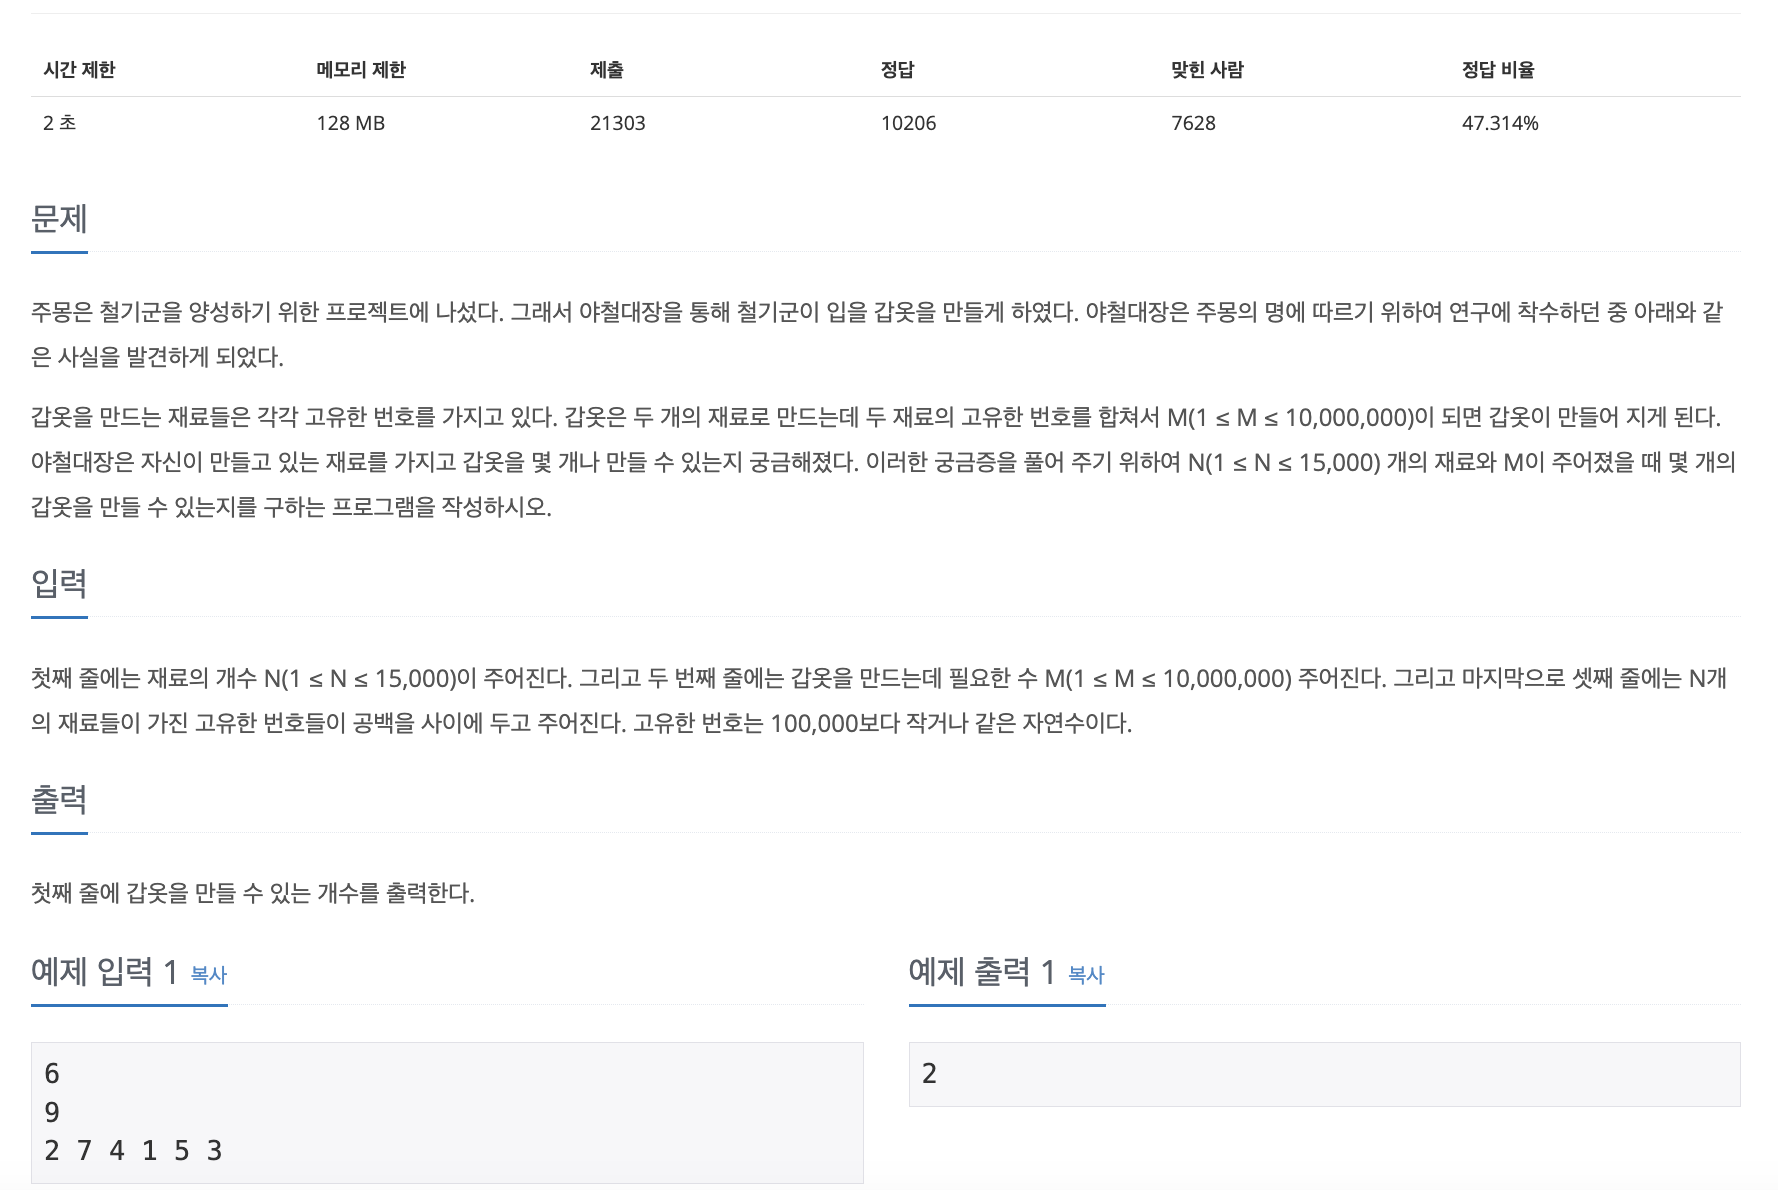 시간 제한 메모리 제한 제출 정답 맞힌 사람 정답 비율
2 초 128 MB 21303 10206 7628 47.314%
문제
주몽은 철기군을 양성하기 위한 프로젝트에 나섰다. 그래서 야철대장을 통해 철기군이 입을 갑옷을 만들게 하였다. 야철대장은 주몽의 명에 따르기 위하여 연구에 착수하던 중 아래와 같
은 사실을 발견하게 되었다.
갑옷을 만드는 재료들은 각각 고유한 번호를 가지고 있다. 갑옷은 두 개의 재료로 만드는데 두 재료의 고유한 번호를 합쳐서 M(1 ≤ M ≤ 10,000,000)이 되면 갑옷이 만들어 지게 된다.
야철대장은 자신이 만들고 있는 재료를 가지고 갑옷을 몇 개나 만들 수 있는지 궁금해졌다. 이러한 궁금증을 풀어 주기 위하여 N(1 ≤ N ≤ 15,000) 개의 재료와 M이 주어졌을 때 몇 개의
갑옷을 만들 수 있는지를 구하는 프로그램을 작성하시오.
입력
첫째 줄에는 재료의 개수 N(1 ≤ N ≤ 15,000)이 주어진다. 그리고 두 번째 줄에는 갑옷을 만드는데 필요한 수 M(1 ≤ M ≤ 10,000,000) 주어진다. 그리고 마지막으로 셋째 줄에는 N개
의 재료들이 가진 고유한 번호들이 공백을 사이에 두고 주어진다. 고유한 번호는 100,000보다 작거나 같은 자연수이다.
출력
첫째 줄에 갑옷을 만들 수 있는 개수를 출력한다.
예제 입력 1 복사
6
9
2 7 4 1 5 3
예제 출력 1 복사
2